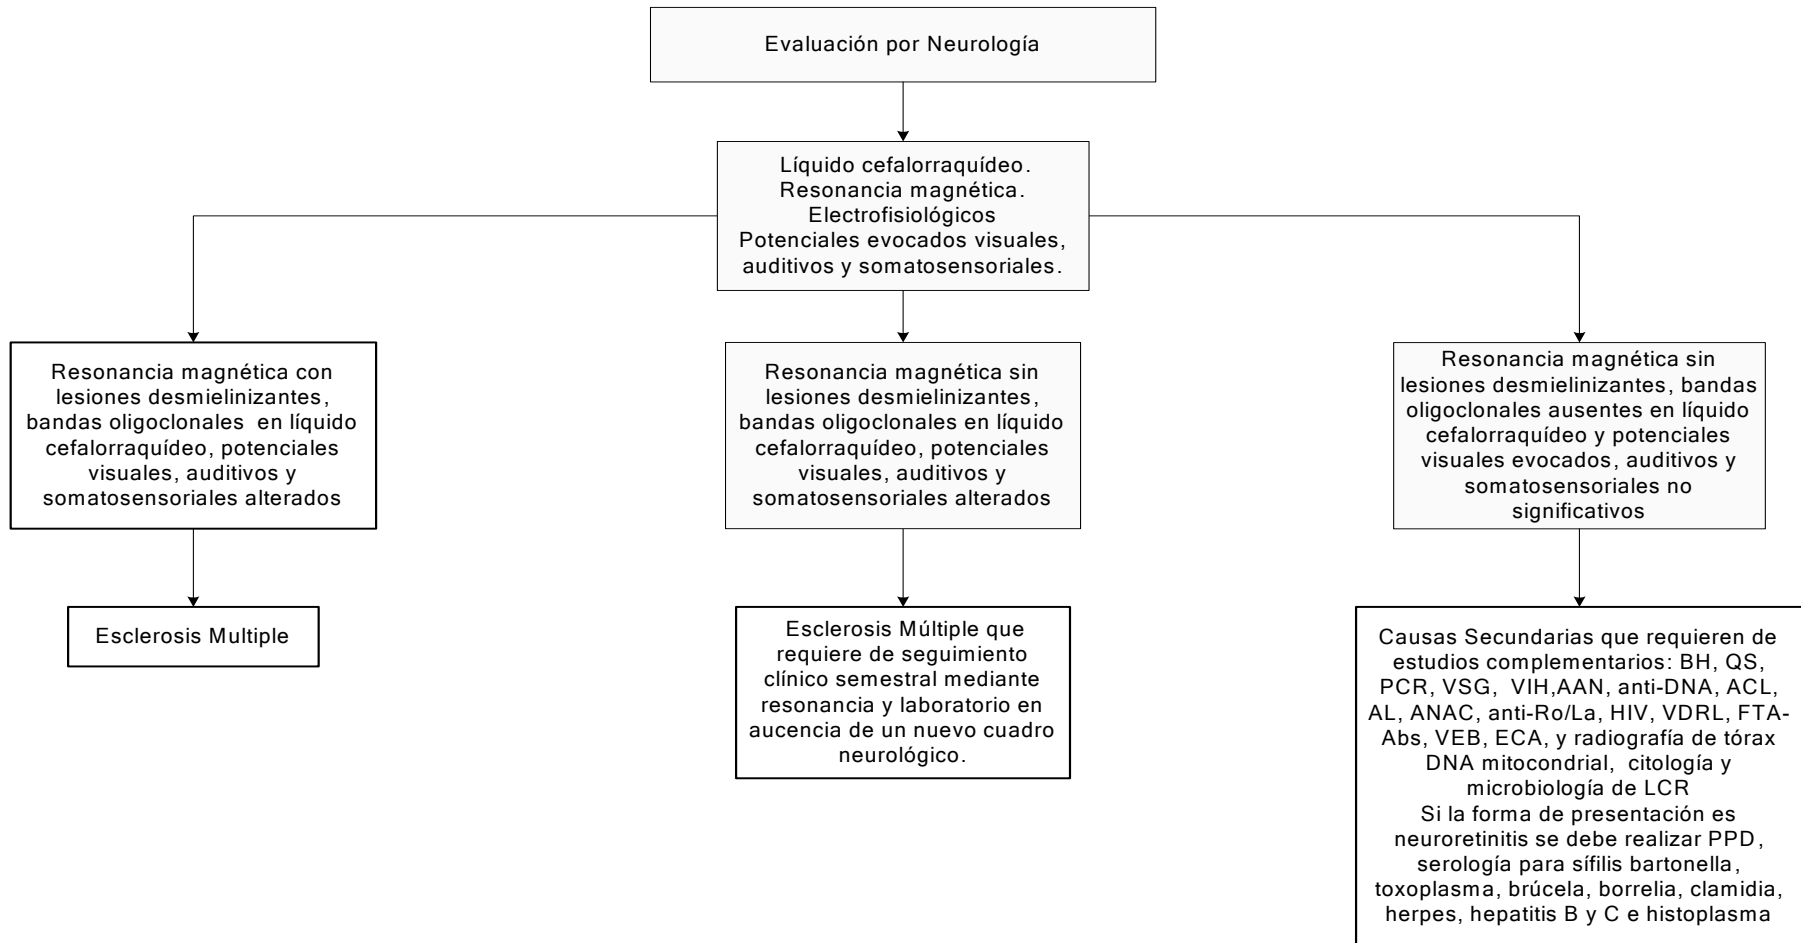 Evaluación por Neurología
Líquido cefalorraquídeo.
Resonancia magnética.
Electrofisiológicos
Potenciales evocados visuales,
auditivos y somatosensoriales.
Resonancia magnética con
lesiones desmielinizantes,
bandas oligoclonales en líquido
cefalorraquídeo, potenciales
visuales, auditivos y
somatosensoriales alterados
Resonancia magnética sin
lesiones desmielinizantes,
bandas oligoclonales en líquido
cefalorraquídeo, potenciales
visuales, auditivos y
somatosensoriales alterados
Resonancia magnética sin
lesiones desmielinizantes, bandas
oligoclonales ausentes en líquido
cefalorraquídeo y potenciales
visuales evocados, auditivos y
somatosensoriales no
significativos
Esclerosis Multiple
Esclerosis Múltiple que
requiere de seguimiento
clínico semestral mediante
resonancia y laboratorio en
aucencia de un nuevo cuadro
neurológico.
Causas Secundarias que requieren de
estudios complementarios: BH, QS,
PCR, VSG, VIH,AAN, anti-DNA, ACL,
AL, ANAC, anti-Ro/La, HIV, VDRL, FTA-
Abs, VEB, ECA, y radiografía de tórax
DNA mitocondrial, citología y
microbiología de LCR
Si la forma de presentación es
neuroretinitis se debe realizar PPD,
serología para sífilis bartonella,
toxoplasma, brúcela, borrelia, clamidia,
herpes, hepatitis B y C e histoplasma